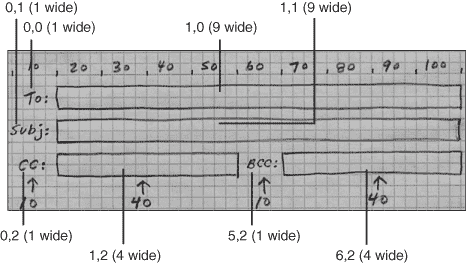 0,1 (1 wide) 1,1 (9 wide)
0,0 (1 wide) 1,0 (9 wide)
10 20 30 40 50 60 70 80 90 100
To:
Subj:
CC: BCC:
10 40 10 40
0,2 (1 wide) 5,2 (1 wide)
1,2 (4 wide) 6,2 (4 wide)